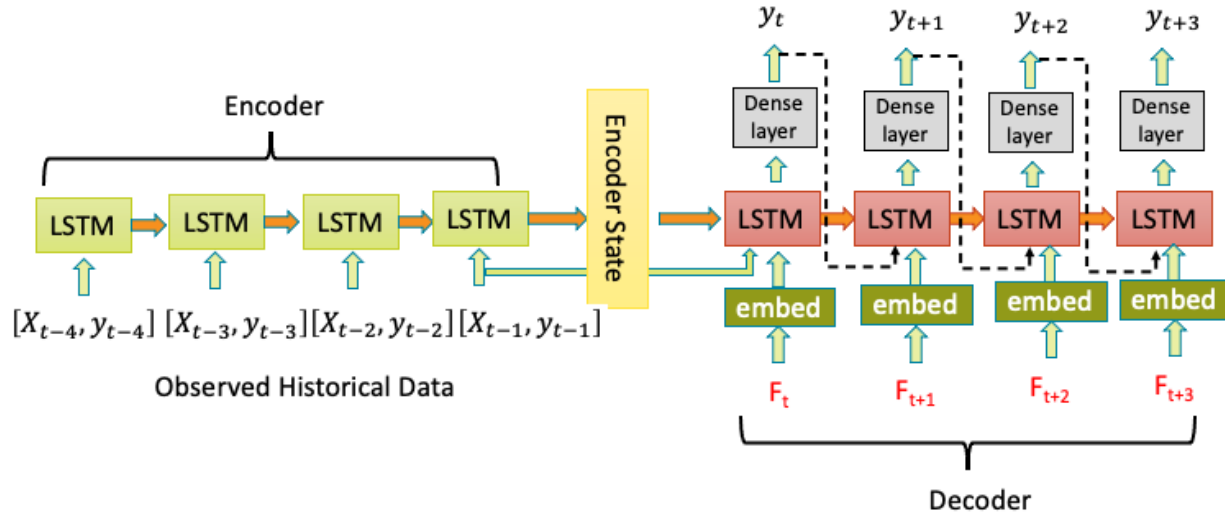 y_t y_{t+1} y_{t+2} y_{t+3}
Encoder
Dense layer Dense layer Dense layer Dense layer
LSTM LSTM LSTM LSTM Encoder State LSTM LSTM LSTM LSTM
embed embed embed embed
[X_{t-4}, y_{t-4}] [X_{t-3}, y_{t-3}] [X_{t-2}, y_{t-2}] [X_{t-1}, y_{t-1}]
Observed Historical Data
F_t F_{t+1} F_{t+2} F_{t+3}
Decoder